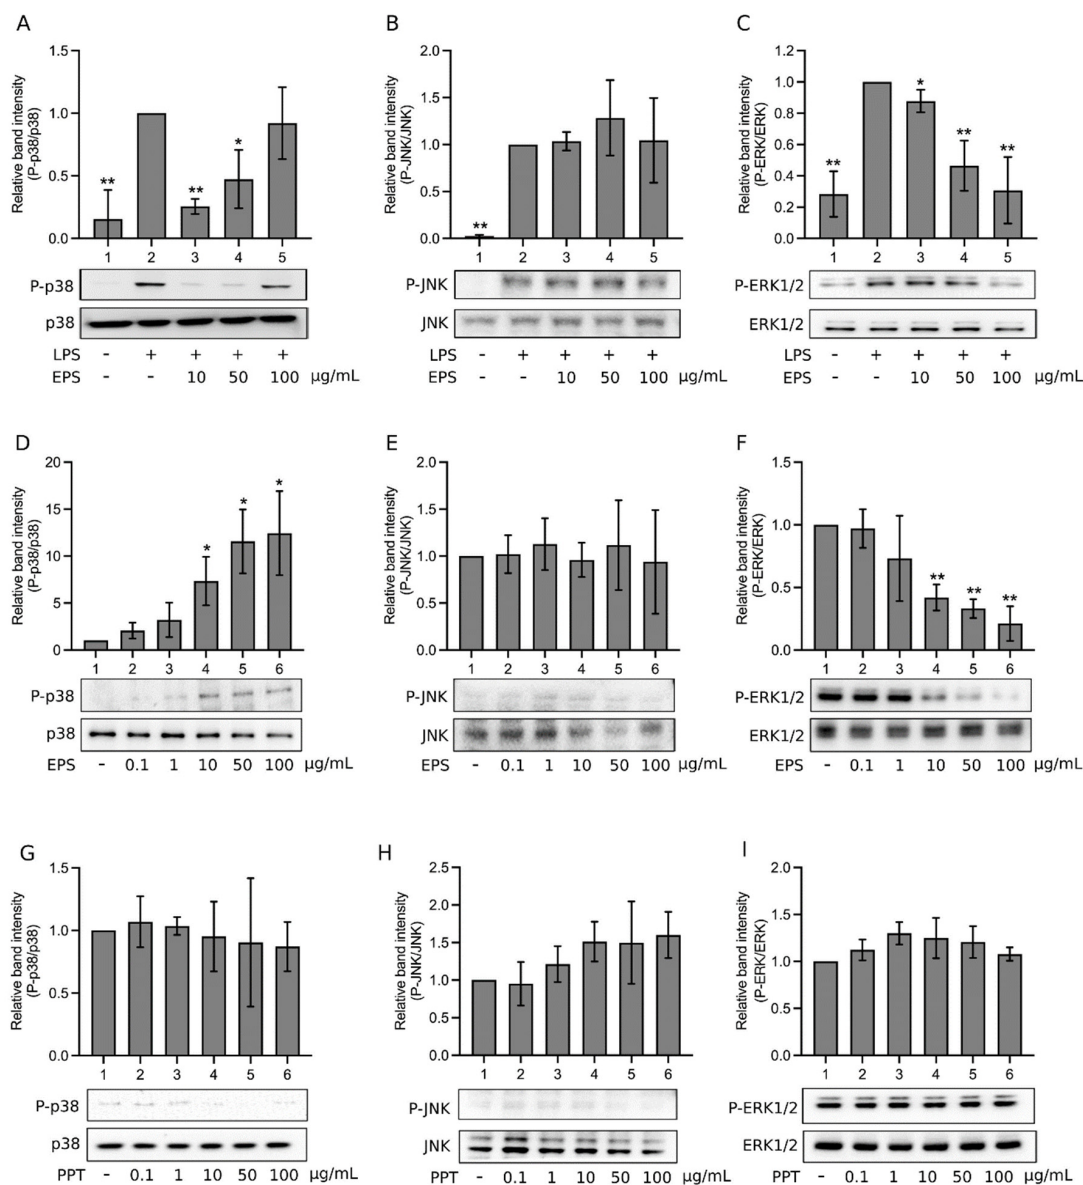 A
Relative band intensity
(P-p38/p38)
1.5
1.0
0.5
0.0
**
**
*
1 2 3 4 5
P-p38
p38
LPS - + + + +
EPS - - 10 50 100 µg/mL
B
Relative band intensity
(P-JNK/JNK)
2.0
1.5
1.0
0.5
0.0
**
1 2 3 4 5
P-JNK
JNK
LPS - + + + +
EPS - - 10 50 100 µg/mL
C
Relative band intensity
(P-ERK/ERK)
1.2
1.0
0.8
0.6
0.4
0.2
0.0
**
*
**
**
1 2 3 4 5
P-ERK1/2
ERK1/2
LPS - + + + +
EPS - - 10 50 100 µg/mL
D
Relative band intensity
(P-p38/p38)
20
15
10
5
0
*
*
*
1 2 3 4 5 6
P-p38
p38
EPS - 0.1 1 10 50 100 µg/mL
E
Relative band intensity
(P-JNK/JNK)
2.0
1.5
1.0
0.5
0.0
1 2 3 4 5 6
P-JNK
JNK
EPS - 0.1 1 10 50 100 µg/mL
F
Relative band intensity
(P-ERK/ERK)
1.5
1.0
0.5
0.0
**
**
**
1 2 3 4 5 6
P-ERK1/2
ERK1/2
EPS - 0.1 1 10 50 100 µg/mL
G
Relative band intensity
(P-p38/p38)
1.5
1.0
0.5
0.0
1 2 3 4 5 6
P-p38
p38
PPT - 0.1 1 10 50 100 µg/mL
H
Relative band intensity
(P-JNK/JNK)
2.5
2.0
1.5
1.0
0.5
0.0
1 2 3 4 5 6
P-JNK
JNK
PPT - 0.1 1 10 50 100 µg/mL
I
Relative band intensity
(P-ERK/ERK)
2.0
1.5
1.0
0.5
0.0
1 2 3 4 5 6
P-ERK1/2
ERK1/2
PPT - 0.1 1 10 50 100 µg/mL